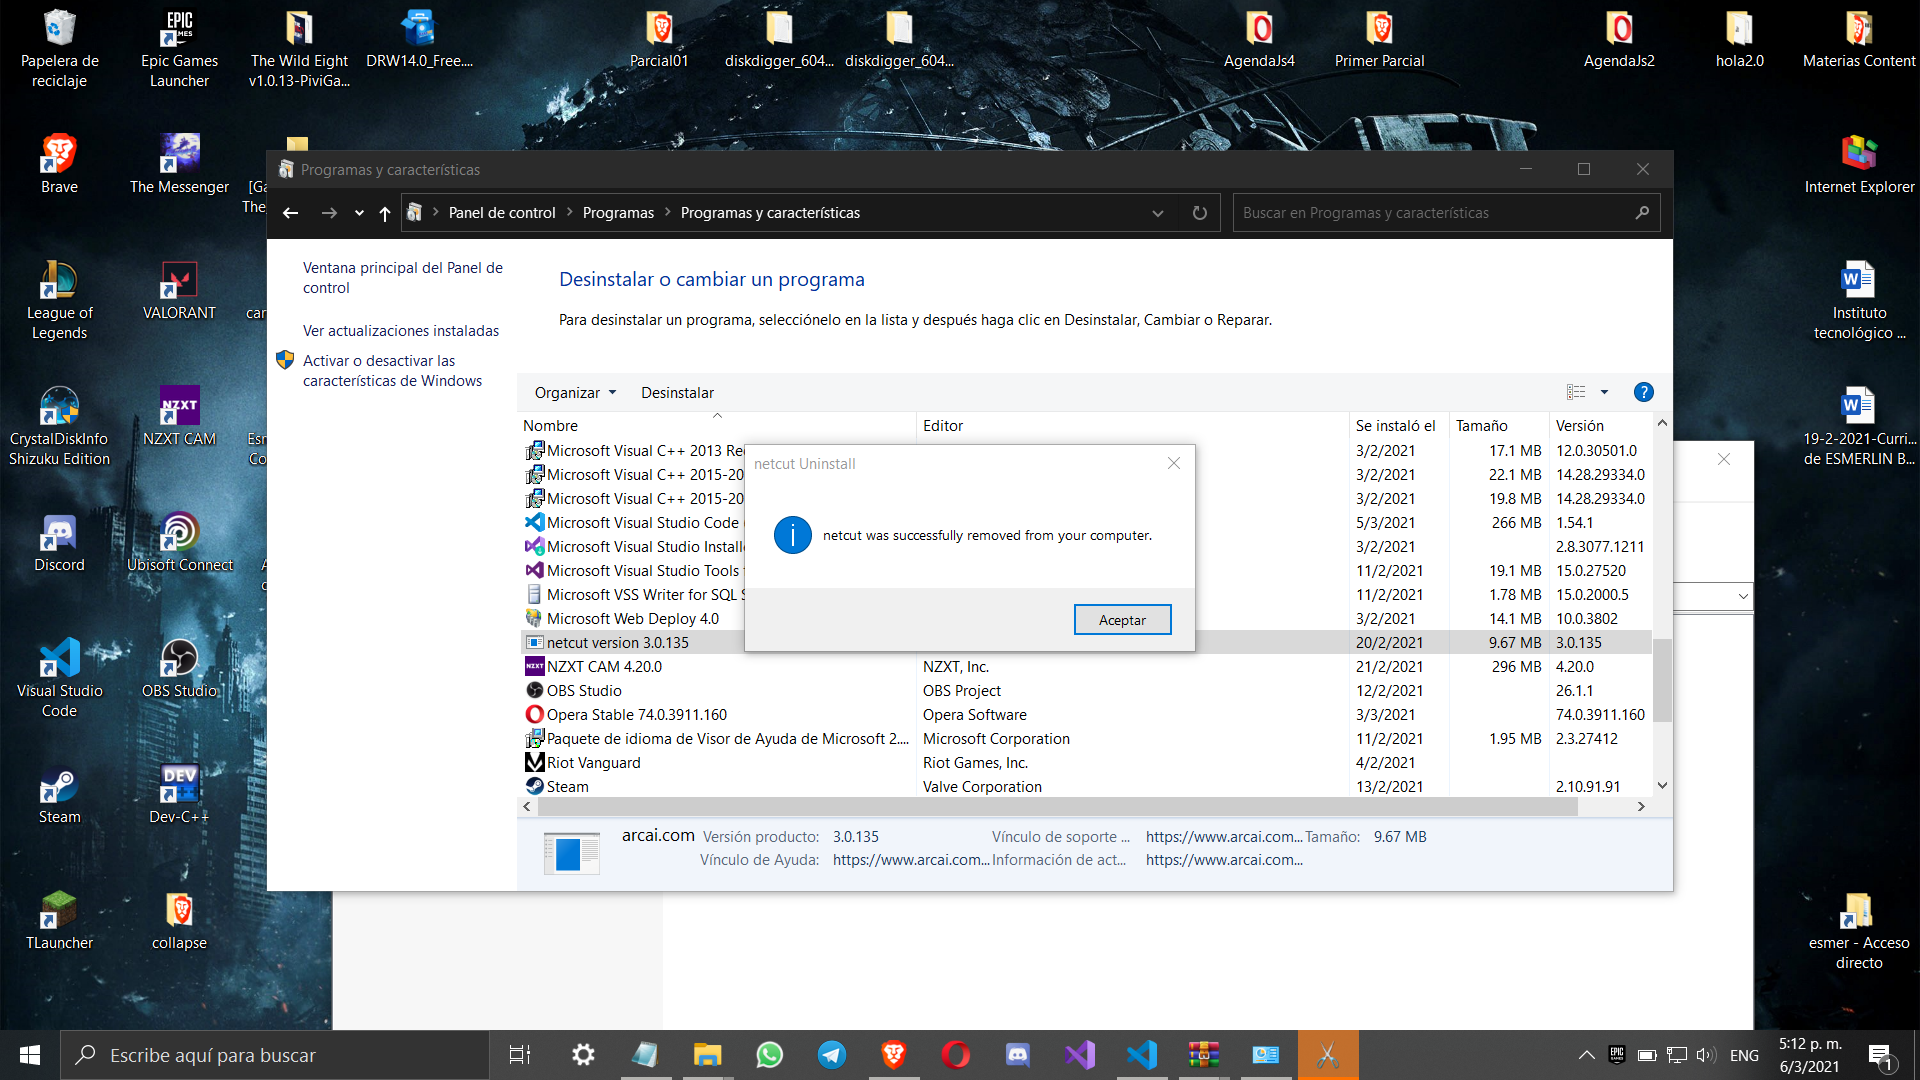 Papelera de
reciclaje
Epic Games
Launcher
The Wild Eight
v1.0.13-PiviGa...
DRW14.0_Free....
Parcial01
diskdigger_604...
diskdigger_604...
AgendaJs4
Primer Parcial
AgendaJs2
hola2.0
Materias Content
Brave
The Messenger
[Ga
The
Internet Explorer
League of
Legends
VALORANT
car
Instituto
tecnológico ...
CrystalDiskInfo
Shizuku Edition
NZXT CAM
Esm
Co
19-2-2021-Curri...
de ESMERLIN B...
Discord
Ubisoft Connect
Visual Studio
Code
OBS Studio
Steam
Dev-C++
TLauncher
collapse
esmer - Acceso
directo
Programas y características
Panel de control > Programas > Programas y características
Buscar en Programas y características
Ventana principal del Panel de
control
Ver actualizaciones instaladas
Activar o desactivar las
características de Windows
Desinstalar o cambiar un programa
Para desinstalar un programa, selecciónelo en la lista y después haga clic en Desinstalar, Cambiar o Reparar.
Organizar Desinstalar
Nombre Editor Se instaló el Tamaño Versión
Microsoft Visual C++ 2013 Rec 3/2/2021 17.1 MB 12.0.30501.0
Microsoft Visual C++ 2015-20 3/2/2021 22.1 MB 14.28.29334.0
Microsoft Visual C++ 2015-20 3/2/2021 19.8 MB 14.28.29334.0
Microsoft Visual Studio Code ( 5/3/2021 266 MB 1.54.1
Microsoft Visual Studio Installe 3/2/2021 2.8.3077.1211
Microsoft Visual Studio Tools f 11/2/2021 19.1 MB 15.0.27520
Microsoft VSS Writer for SQL S 11/2/2021 1.78 MB 15.0.2000.5
Microsoft Web Deploy 4.0 3/2/2021 14.1 MB 10.0.3802
netcut version 3.0.135 20/2/2021 9.67 MB 3.0.135
NZXT CAM 4.20.0 NZXT, Inc. 21/2/2021 296 MB 4.20.0
OBS Studio OBS Project 12/2/2021 26.1.1
Opera Stable 74.0.3911.160 Opera Software 3/3/2021 74.0.3911.160
Paquete de idioma de Visor de Ayuda de Microsoft 2.... Microsoft Corporation 11/2/2021 1.95 MB 2.3.27412
Riot Vanguard Riot Games, Inc. 4/2/2021
Steam Valve Corporation 13/2/2021 2.10.91.91
netcut Uninstall
netcut was successfully removed from your computer.
Aceptar
arcai.com Versión producto: 3.0.135 Vínculo de soporte ... https://www.arcai.com... Tamaño: 9.67 MB
Vínculo de Ayuda: https://www.arcai.com... Información de act... https://www.arcai.com...
Escribe aquí para buscar
ENG
5:12 p. m.
6/3/2021
1